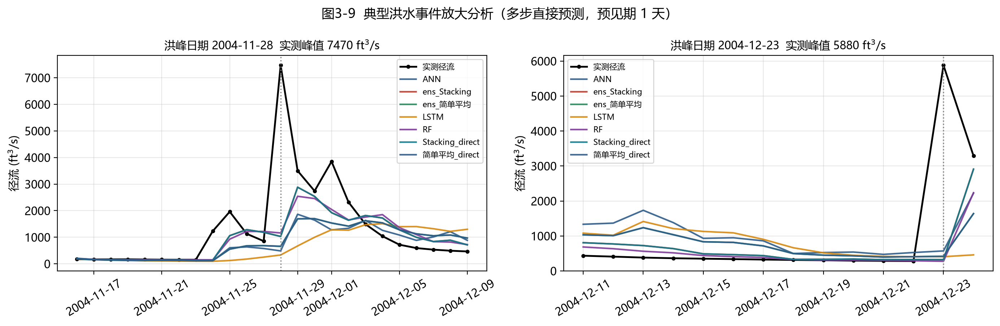 图3-9 典型洪水事件放大分析（多步直接预测，预见期 1 天）
洪峰日期 2004-11-28 实测峰值 7470 ft³/s
径流 (ft³/s)
7000
6000
5000
4000
3000
2000
1000
0
实测径流
ANN
ens_Stacking
ens_简单平均
LSTM
RF
Stacking_direct
简单平均_direct
2004-11-17
2004-11-21
2004-11-25
2004-11-29
2004-12-01
2004-12-05
2004-12-09
洪峰日期 2004-12-23 实测峰值 5880 ft³/s
径流 (ft³/s)
6000
5000
4000
3000
2000
1000
0
实测径流
ANN
ens_Stacking
ens_简单平均
LSTM
RF
Stacking_direct
简单平均_direct
2004-12-11
2004-12-13
2004-12-15
2004-12-17
2004-12-19
2004-12-21
2004-12-23